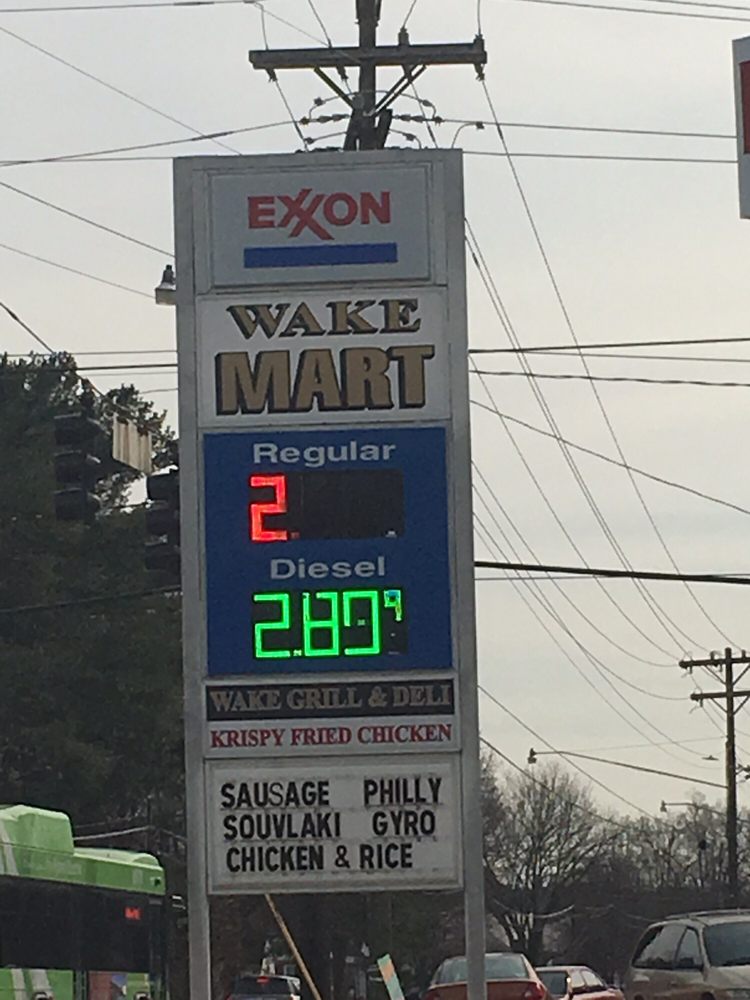 EXXON
WAKE
MART
Regular
2
Diesel
2.89 9
WAKE GRILL & DELI
KRISPY FRIED CHICKEN
SAUSAGE PHILLY
SOUVLAKI GYRO
CHICKEN & RICE